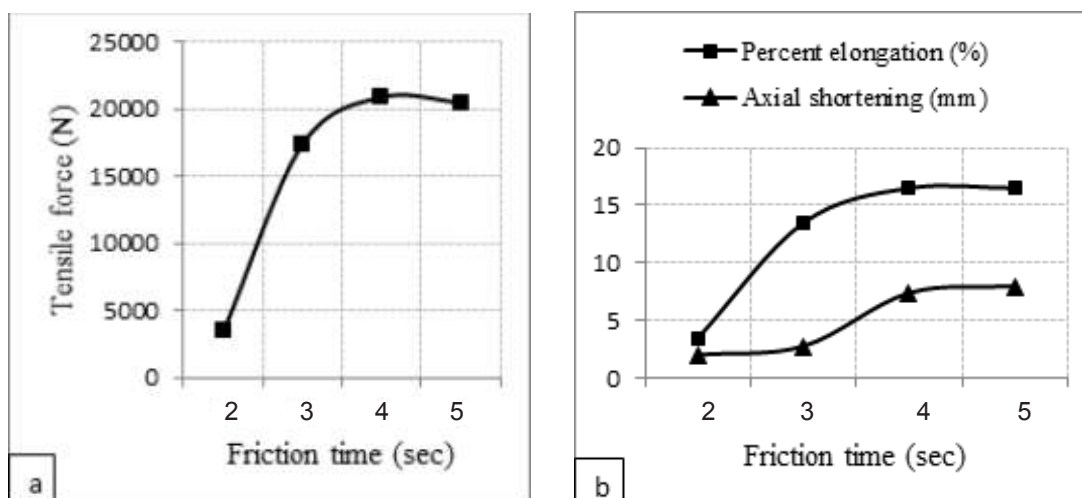 25000
20000
15000
10000
5000
0
Tensile force (N)
2 3 4 5
Friction time (sec)
a
Percent elongation (%)
Axial shortening (mm)
20
15
10
5
0
2 3 4 5
Friction time (sec)
b